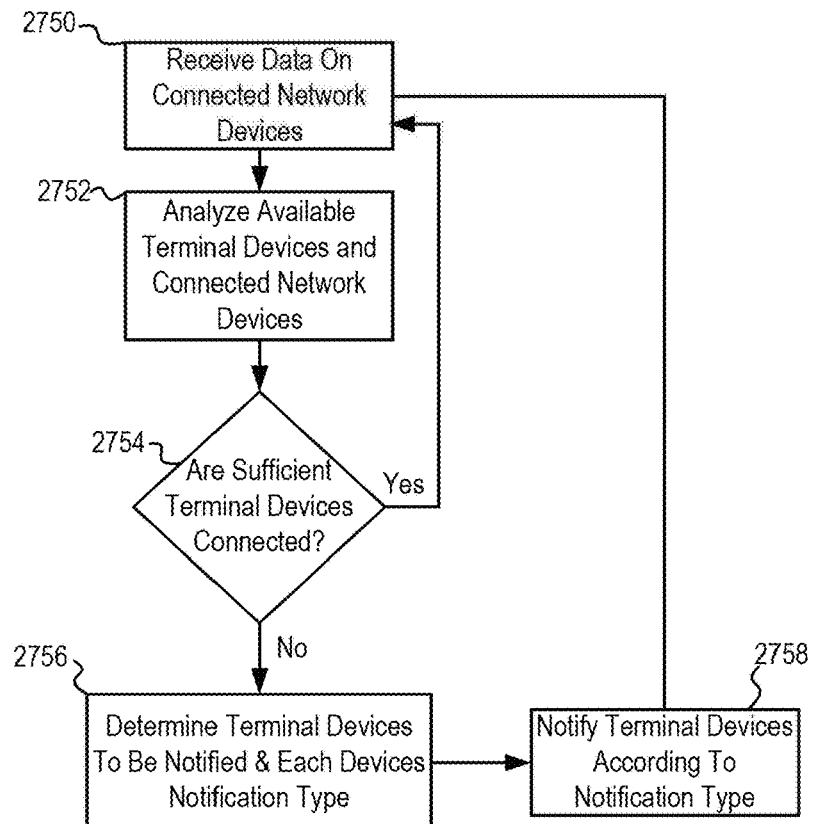 2750
Receive Data On
Connected Network
Devices
2752
Analyze Available
Terminal Devices and
Connected Network
Devices
2754
Are Sufficient
Terminal Devices
Connected?
Yes
No
2756
Determine Terminal Devices
To Be Notified & Each Devices
Notification Type
2758
Notify Terminal Devices
According To
Notification Type